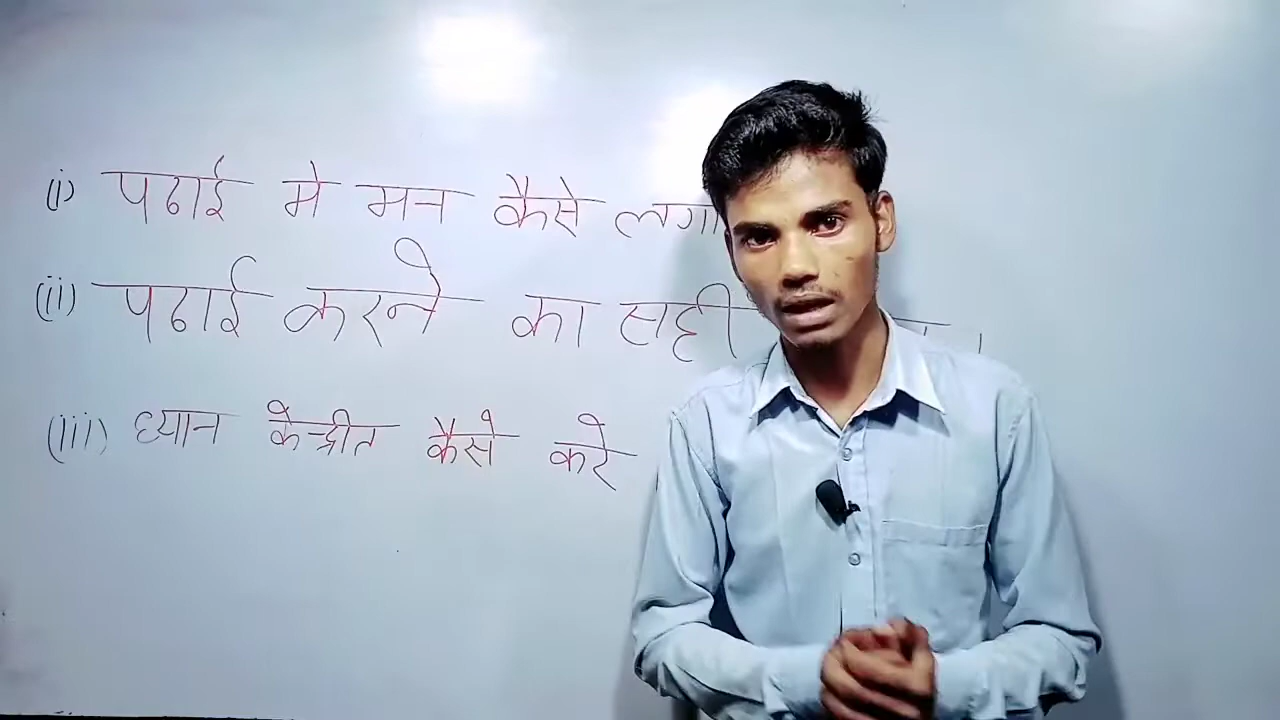 (i) पढाई मे मन कैसे लगा
(ii) पढाई करने का सही
(iii) ध्यान केन्द्रीत कैसे करे